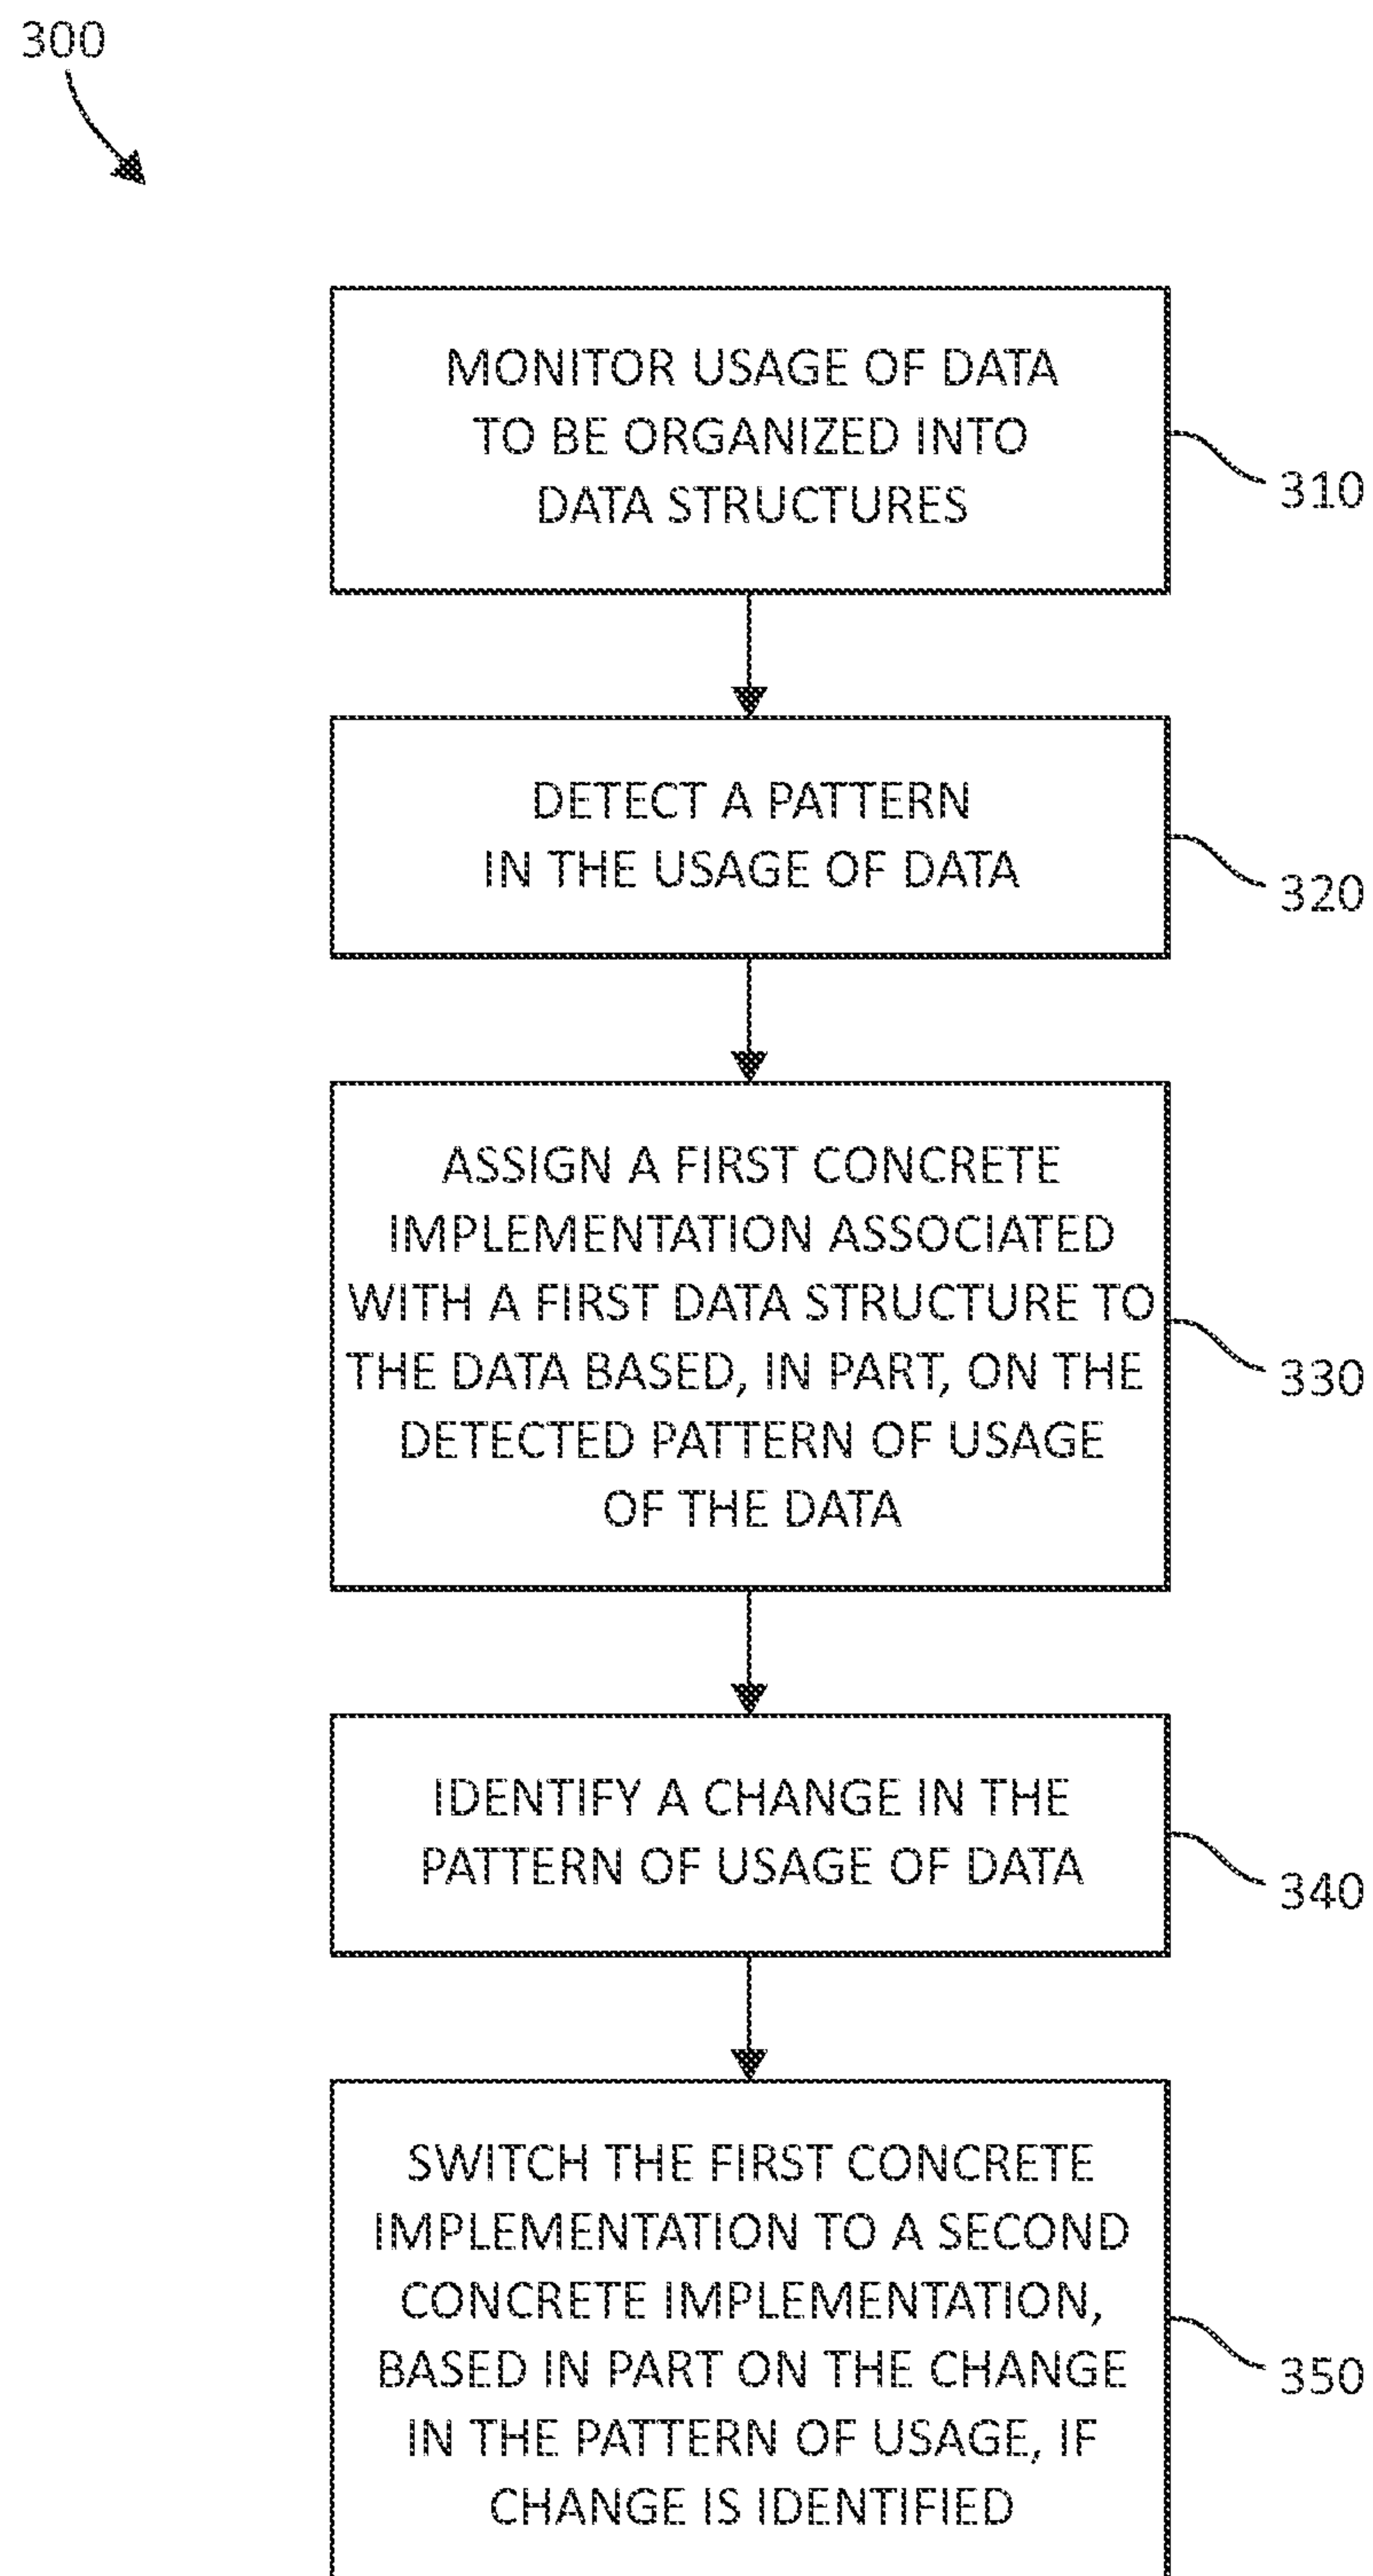 300
MONITOR USAGE OF DATA
TO BE ORGANIZED INTO
DATA STRUCTURES
310
DETECT A PATTERN
IN THE USAGE OF DATA
320
ASSIGN A FIRST CONCRETE
IMPLEMENTATION ASSOCIATED
WITH A FIRST DATA STRUCTURE TO
THE DATA BASED, IN PART, ON THE
DETECTED PATTERN OF USAGE
OF THE DATA
330
IDENTIFY A CHANGE IN THE
PATTERN OF USAGE OF DATA
340
SWITCH THE FIRST CONCRETE
IMPLEMENTATION TO A SECOND
CONCRETE IMPLEMENTATION,
BASED IN PART ON THE CHANGE
IN THE PATTERN OF USAGE, IF
CHANGE IS IDENTIFIED
350